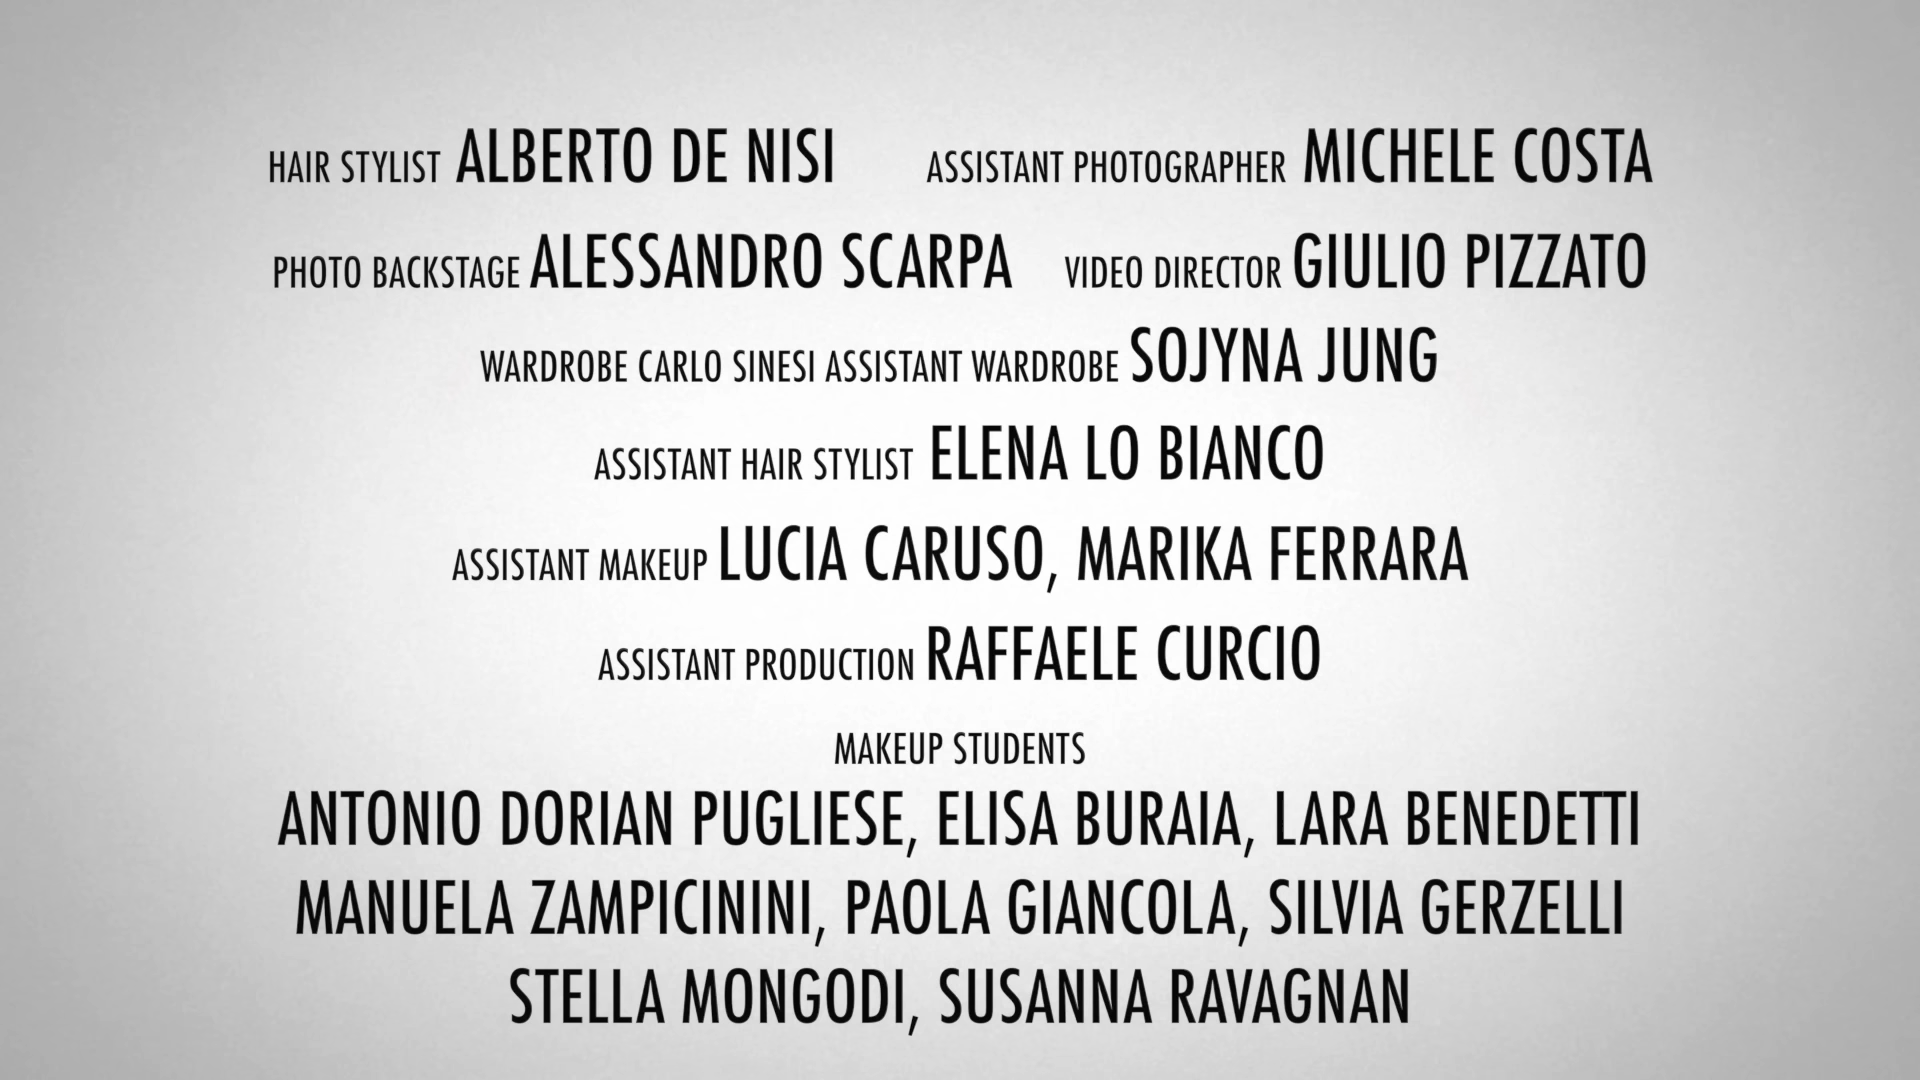 HAIR STYLIST ALBERTO DE NISI ASSISTANT PHOTOGRAPHER MICHELE COSTA
PHOTO BACKSTAGE ALESSANDRO SCARPA VIDEO DIRECTOR GIULIO PIZZATO
WARDROBE CARLO SINESI ASSISTANT WARDROBE SOJYNA JUNG
ASSISTANT HAIR STYLIST ELENA LO BIANCO
ASSISTANT MAKEUP LUCIA CARUSO, MARIKA FERRARA
ASSISTANT PRODUCTION RAFFAELE CURCIO
MAKEUP STUDENTS
ANTONIO DORIAN PUGLIESE, ELISA BURAIA, LARA BENEDETTI
MANUELA ZAMPICININI, PAOLA GIANCOLA, SILVIA GERZELLI
STELLA MONGODI, SUSANNA RAVAGNAN